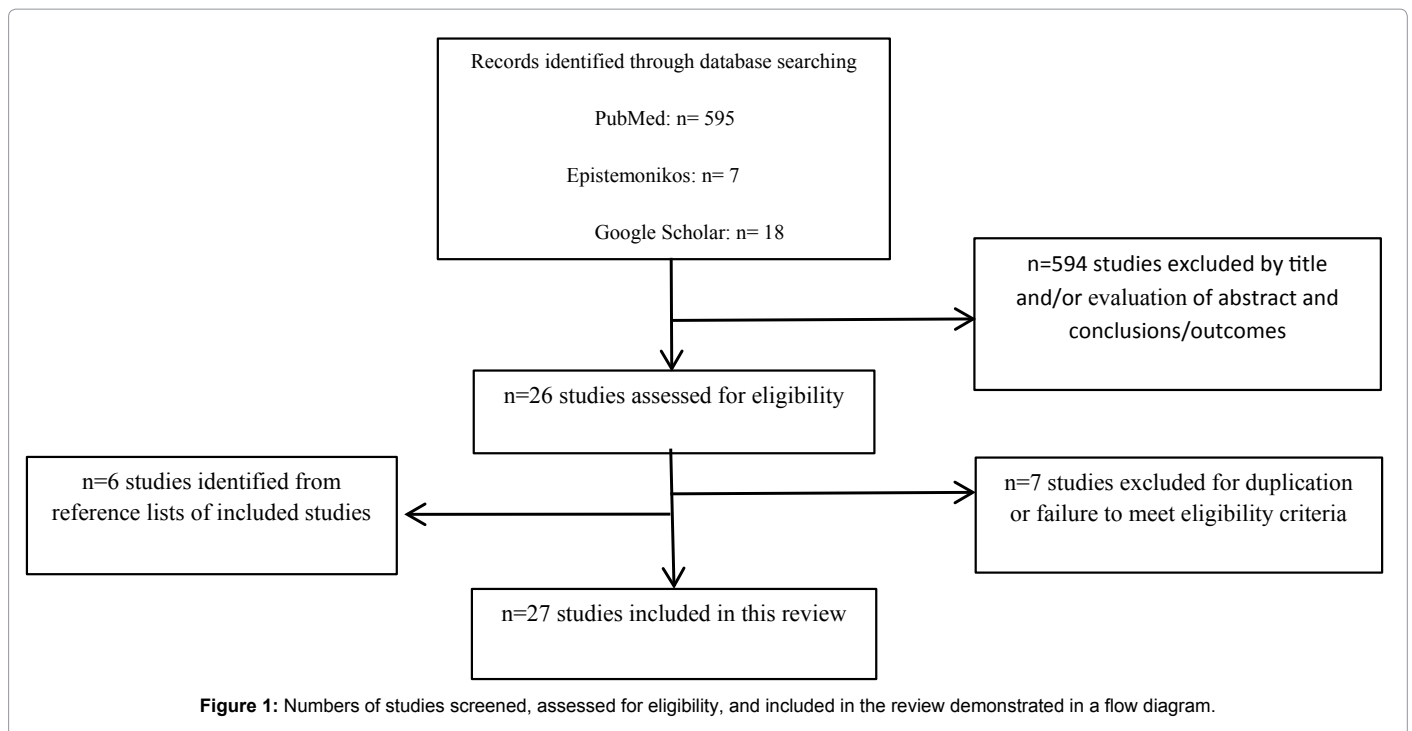 Records identified through database searching
PubMed: n= 595
Epistemonikos: n= 7
Google Scholar: n= 18
n=594 studies excluded by title
and/or evaluation of abstract and
conclusions/outcomes
n=26 studies assessed for eligibility
n=6 studies identified from
reference lists of included studies
n=7 studies excluded for duplication
or failure to meet eligibility criteria
n=27 studies included in this review
Figure 1: Numbers of studies screened, assessed for eligibility, and included in the review demonstrated in a flow diagram.